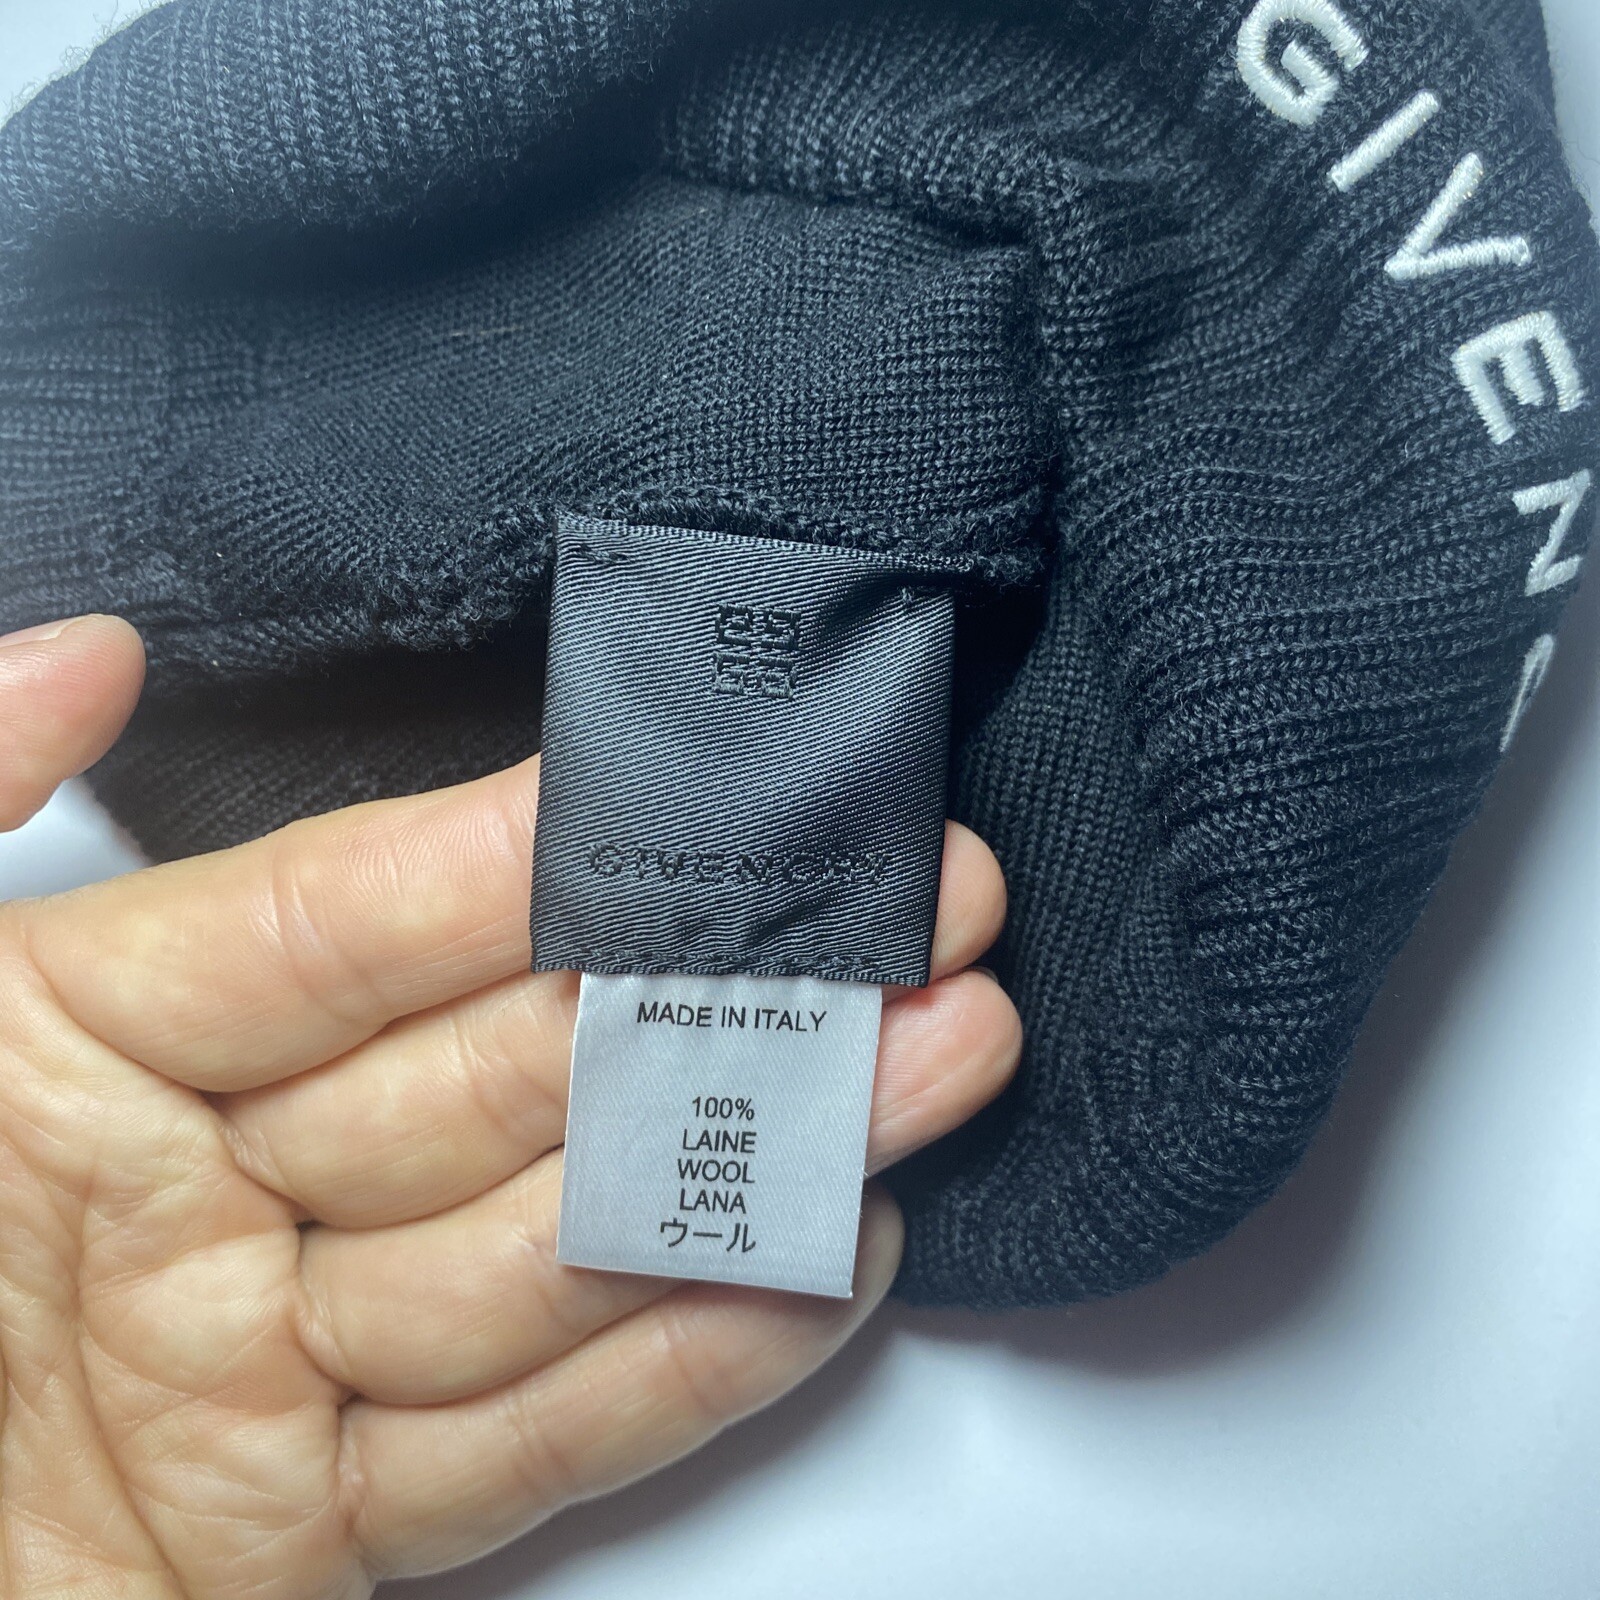 GIVENC
GIVENCHY
MADE IN ITALY
100%
LAINE
WOOL
LANA
ウール